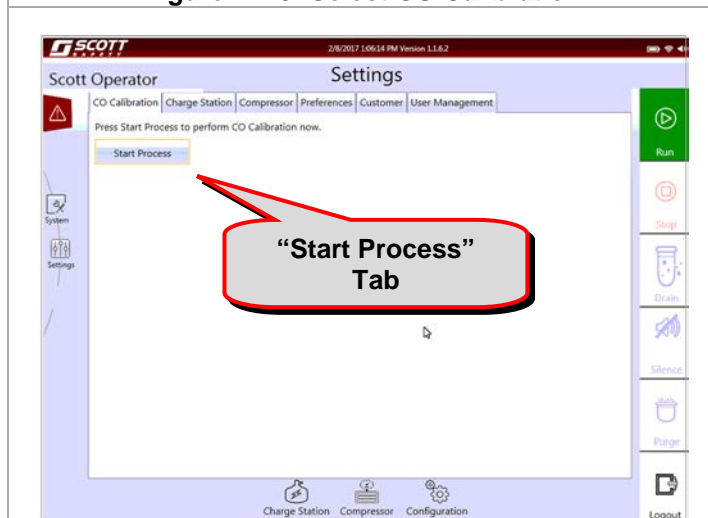 SCOTT
SAFETY
2/8/2017 1:06:14 PM Version 1.1.6.2
Scott Operator
Settings
CO Calibration Charge Station Compressor Preferences Customer User Management
Press Start Process to perform CO Calibration now.
Start Process
Run
System
Stop
“Start Process”
Tab
Settings
Drain
Silence
Purge
Charge Station Compressor Configuration
Logout